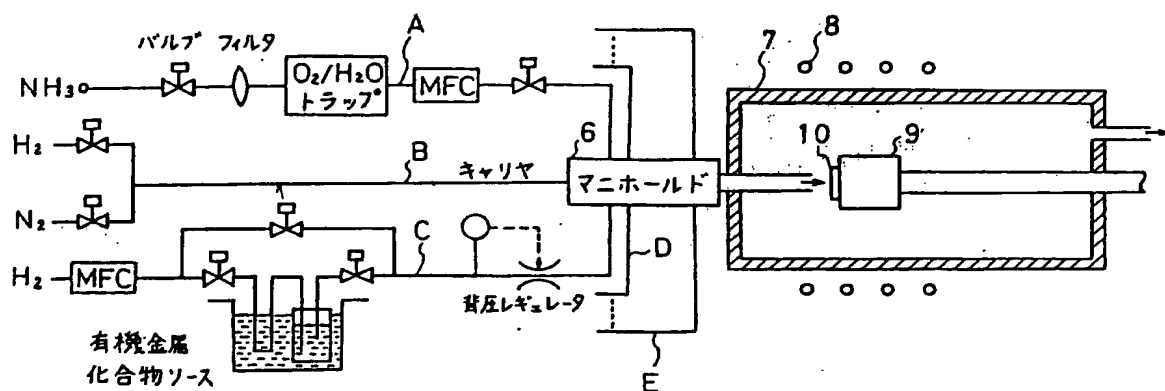 バルブ フィルタ
A
7
8
NH₃
O₂/H₂O
トラップ
MFC
H₂
B
キャリヤ
6
マニホールド
10
9
N₂
C
D
H₂
MFC
背圧レギュレータ
有機金属
化合物ソース
E